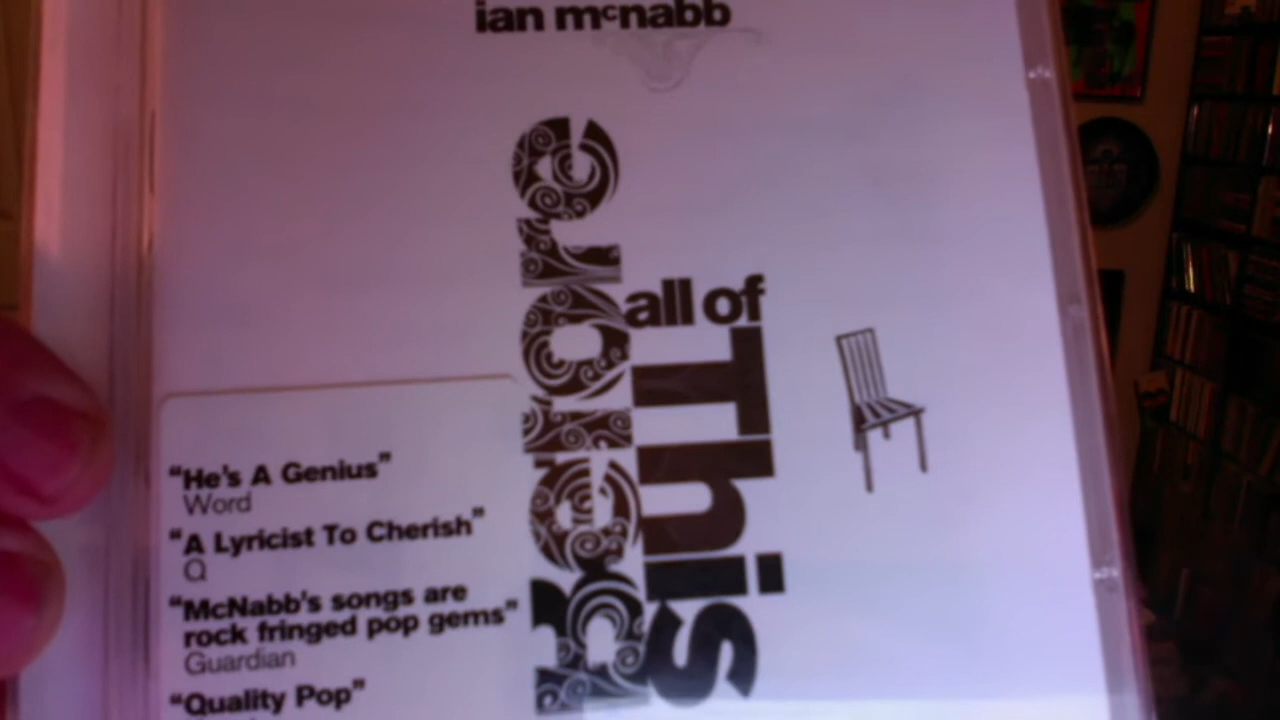 ian mcnabb
Before
all of
This
“He's A Genius”
Word
“A Lyricist To Cherish”
Q
“McNabb's songs are
rock fringed pop gems”
Guardian
“Quality Pop”